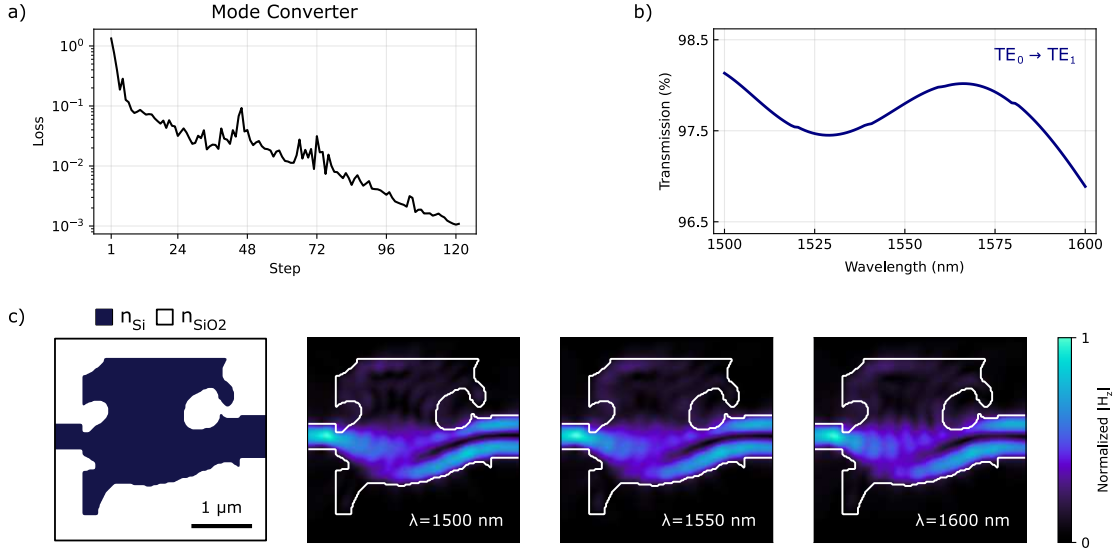 a)
Mode Converter
10⁰
10⁻¹
10⁻²
10⁻³
Loss
1
24
48
72
96
120
Step
b)
98.5
97.5
96.5
Transmission (%)
TE₀ → TE₁
1500
1525
1550
1575
1600
Wavelength (nm)
c)
n_Si
n_SiO2
1 μm
λ=1500 nm
λ=1550 nm
λ=1600 nm
1
0
Normalized |H_z|